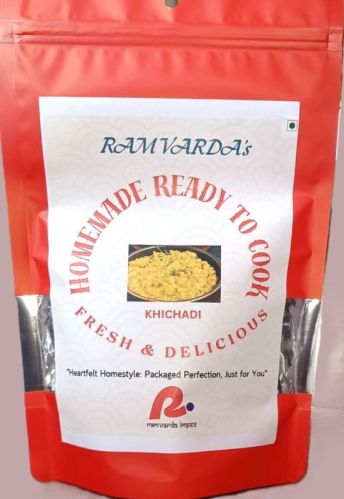 RAMVARDA's
HOMEMADE READY TO COOK
KHICHADI
FRESH & DELICIOUS
"Heartfelt Homestyle: Packaged Perfection, Just for You"
ramvarda impex